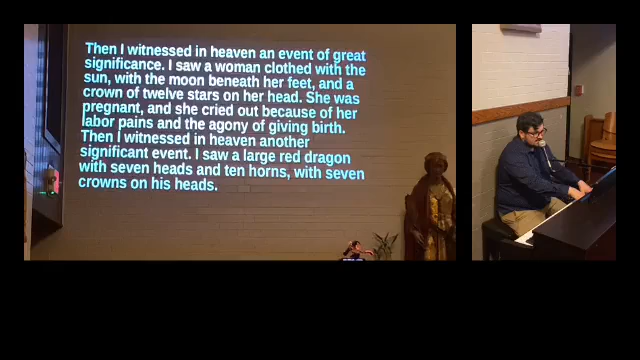 Then I witnessed in heaven an event of great
significance. I saw a woman clothed with the
sun, with the moon beneath her feet, and a
crown of twelve stars on her head. She was
pregnant, and she cried out because of her
labor pains and the agony of giving birth.
Then I witnessed in heaven another
significant event. I saw a large red dragon
with seven heads and ten horns, with seven
crowns on his heads.